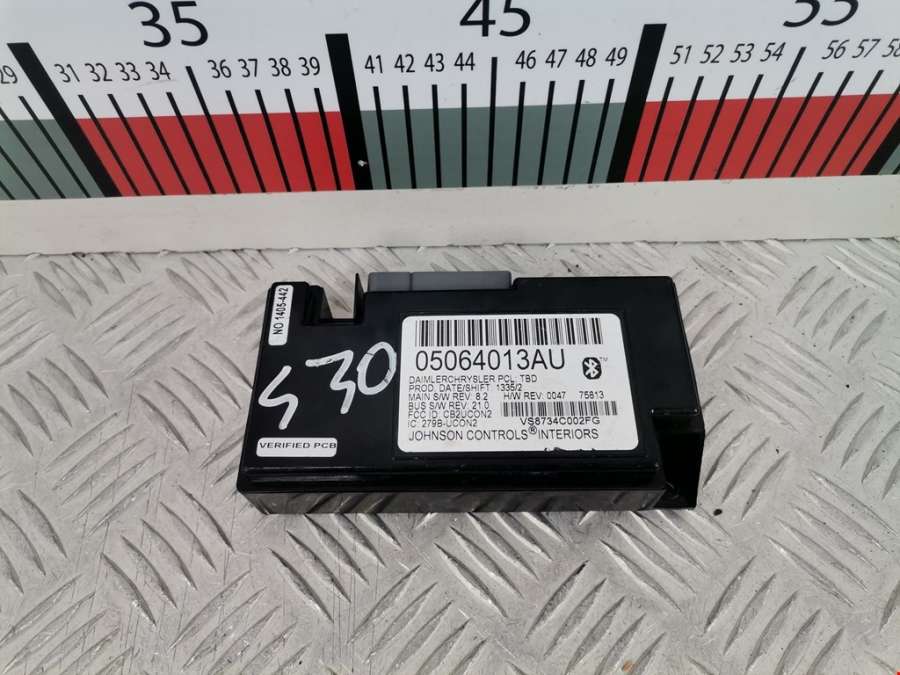 35 45 55
29 31 32 33 34 36 37 38 39 41 42 43 44 46 47 48 49 51 52 53 54 56 57 58
NO 1405-442
S 30
VERIFIED PCB
05064013AU
DAIMLERCHRYSLER PCL: TBD
PROD. DATE/SHIFT 1335/2
MAIN S/W REV: 8.2 H/W REV: 0047 75813
BUS S/W REV: 21.0
FCC ID: CB2UCON2
IC: 279B-UCON2
VS8734C002FG
JOHNSON CONTROLS® INTERIORS